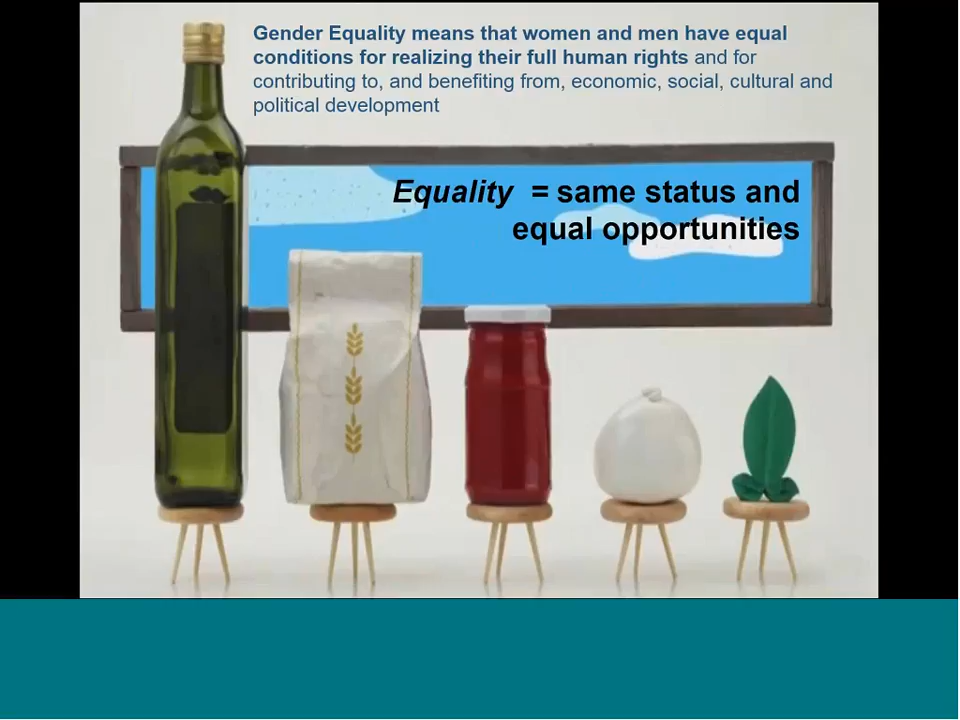 Gender Equality means that women and men have equal
conditions for realizing their full human rights and for
contributing to, and benefiting from, economic, social, cultural and
political development
Equality = same status and
equal opportunities